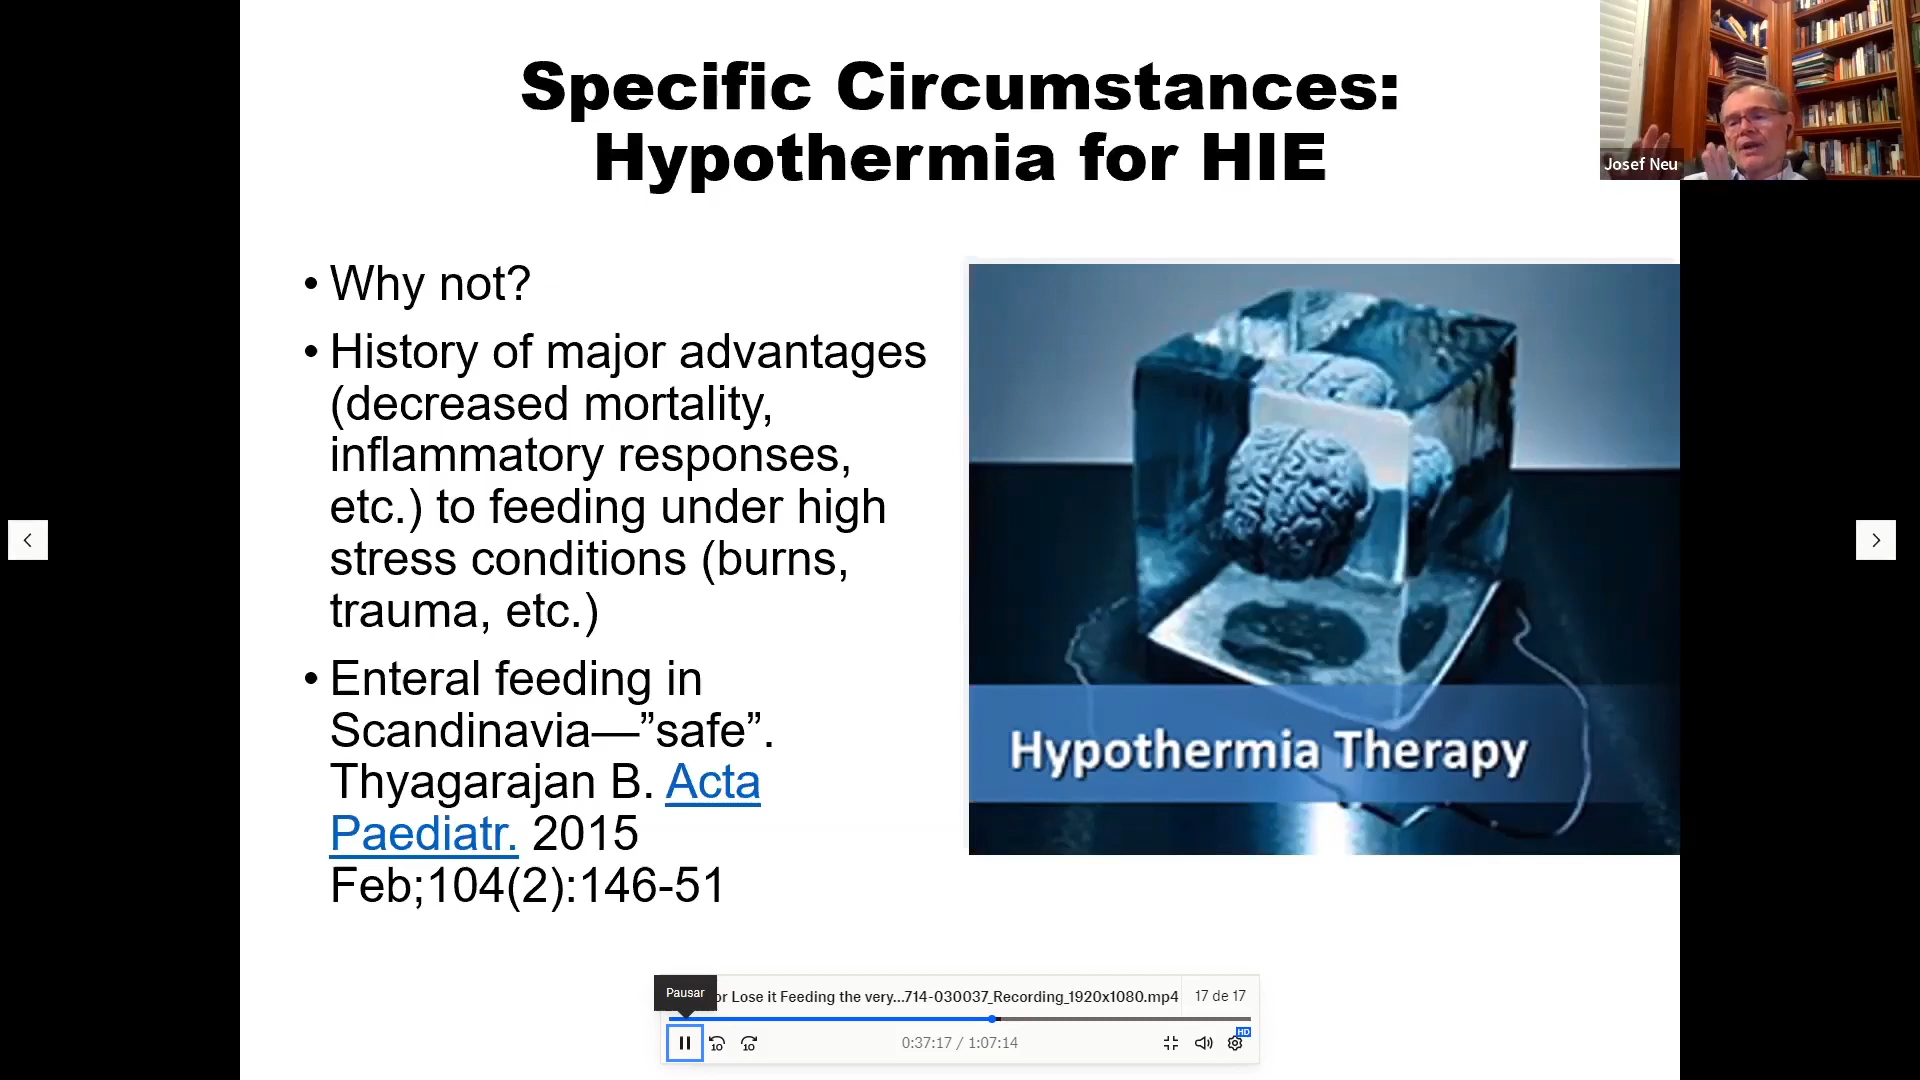 Specific Circumstances:
Hypothermia for HIE
Josef Neu
• Why not?
• History of major advantages
(decreased mortality,
inflammatory responses,
etc.) to feeding under high
stress conditions (burns,
trauma, etc.)
• Enteral feeding in
Scandinavia—”safe”.
Thyagarajan B. Acta
Paediatr. 2015
Feb;104(2):146-51
Hypothermia Therapy
Pausar
or Lose it Feeding the very...714-030037_Recording_1920x1080.mp4
17 de 17
10
10
0:37:17 / 1:07:14
HD